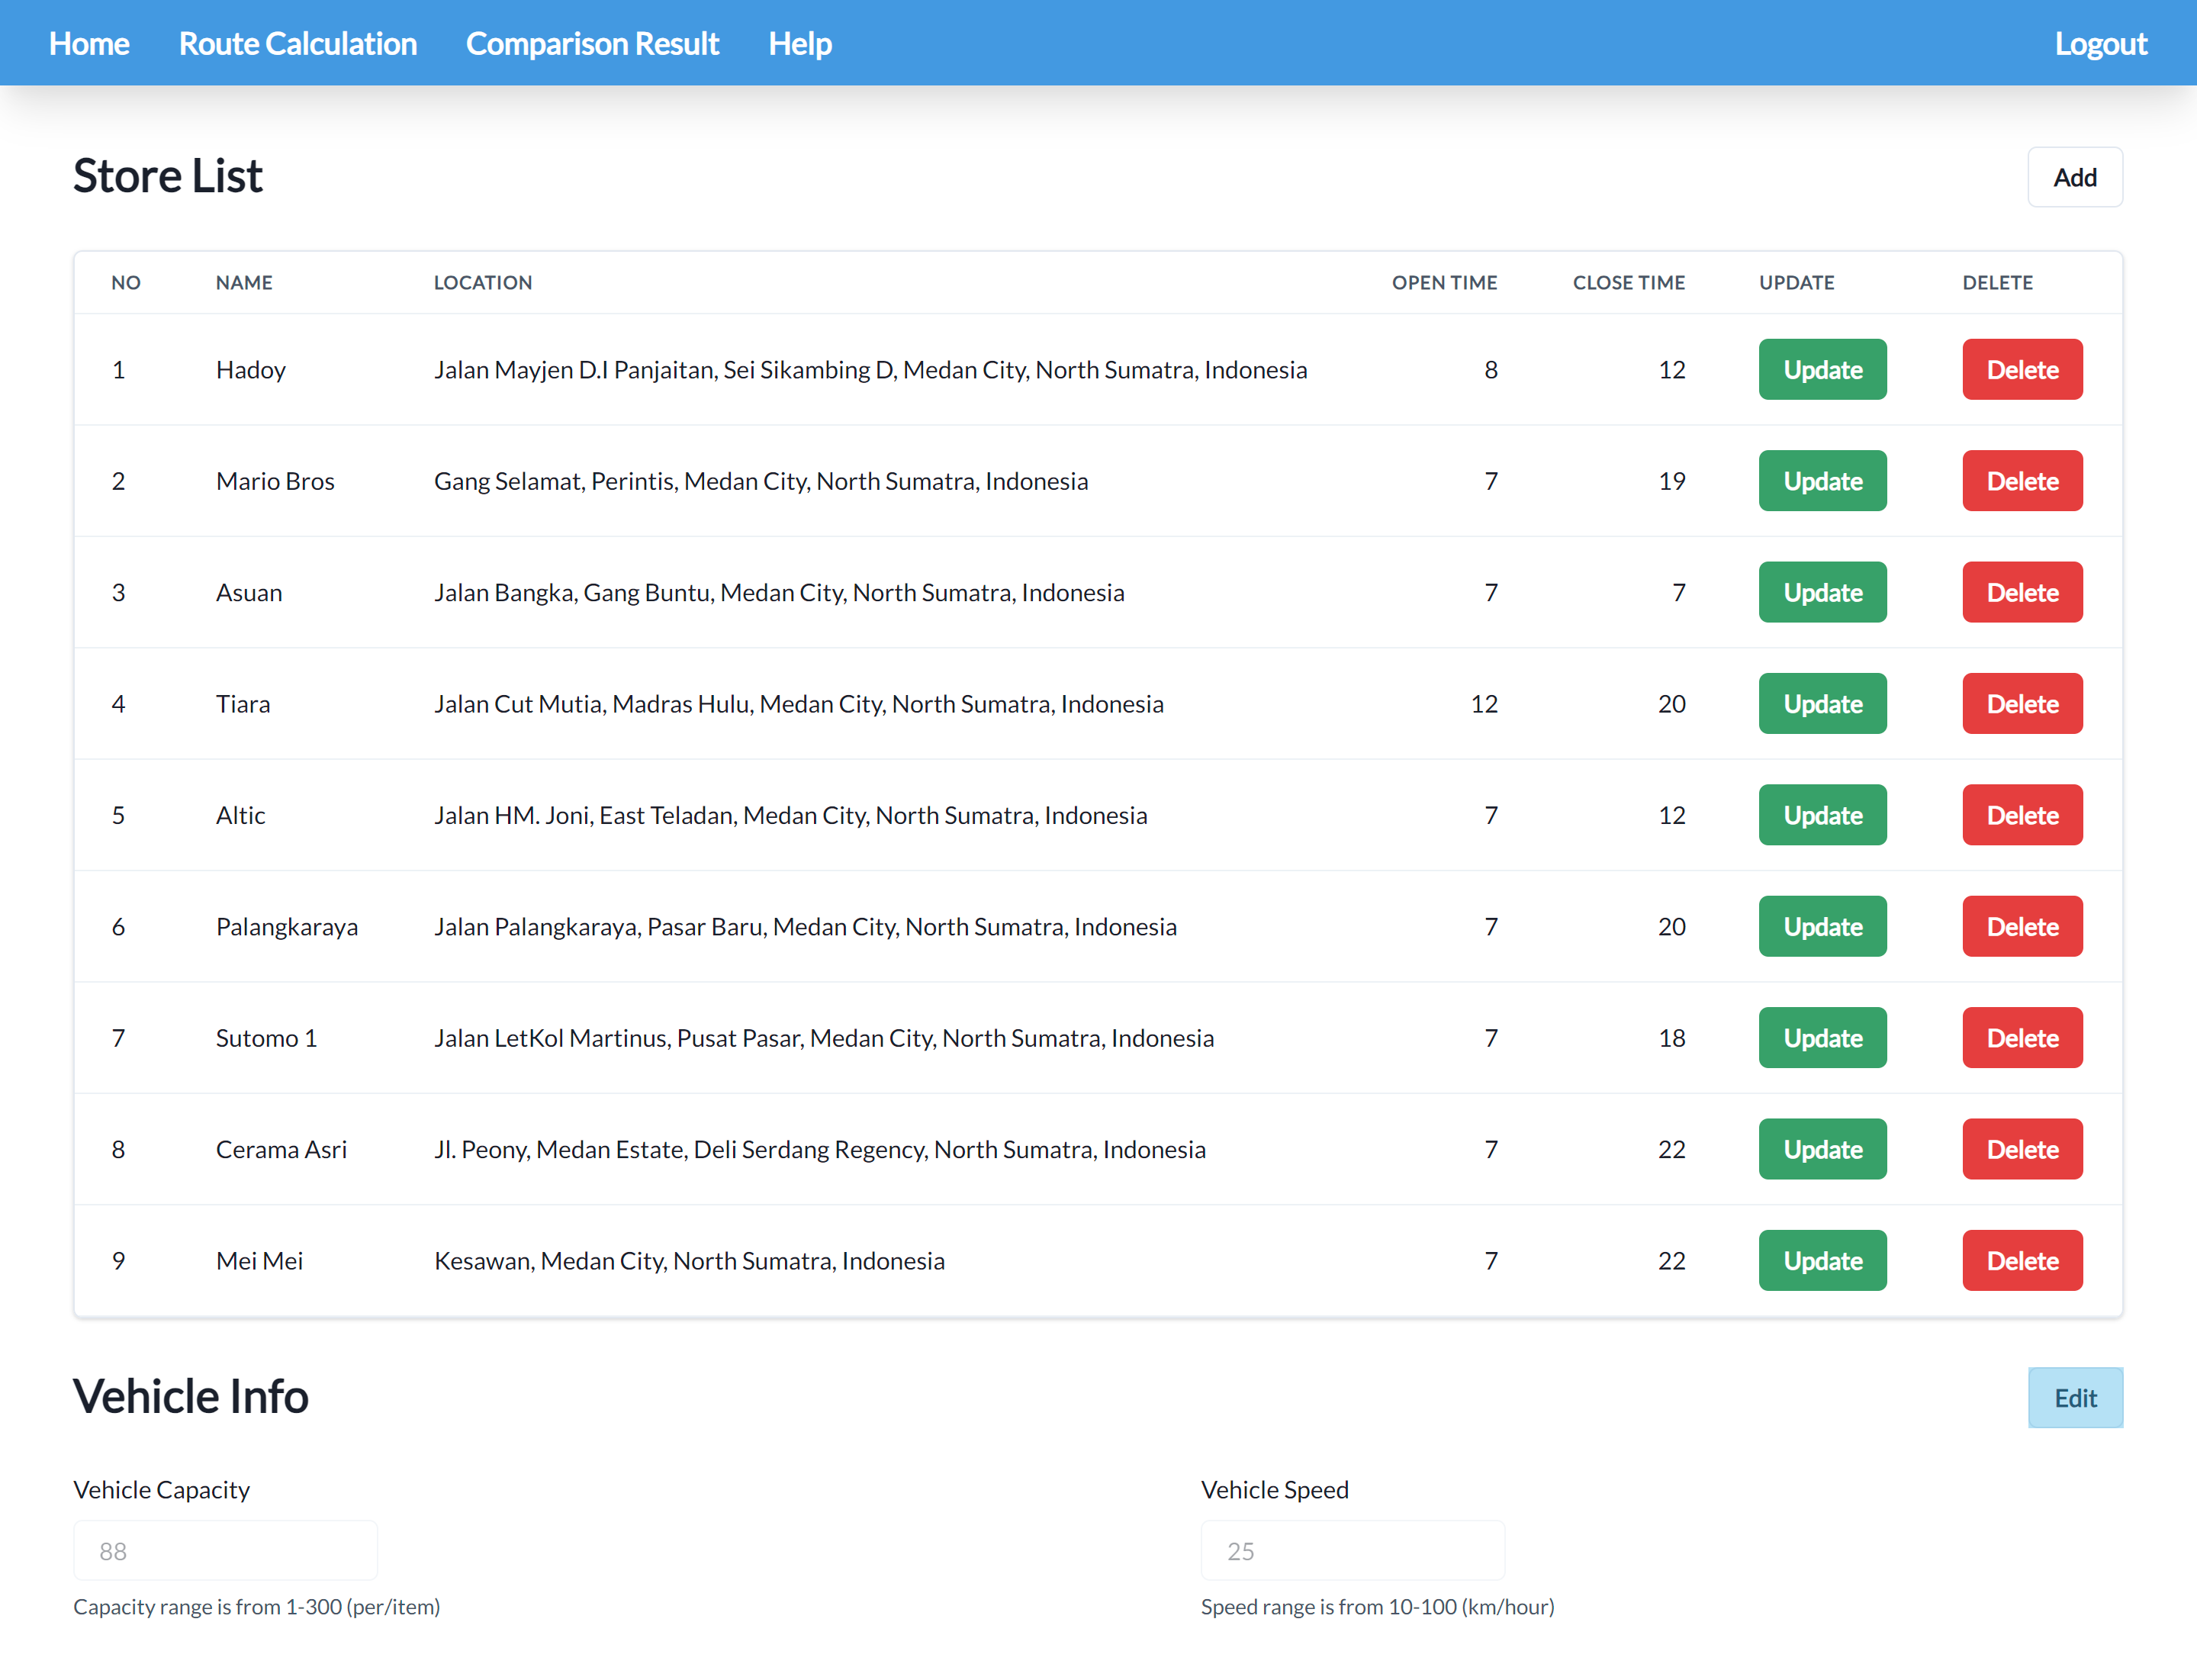 Home Route Calculation Comparison Result Help Logout
Store List Add
NO NAME LOCATION OPEN TIME CLOSE TIME UPDATE DELETE
1 Hadoy Jalan Mayjen D.I Panjaitan, Sei Sikambing D, Medan City, North Sumatra, Indonesia 8 12 Update Delete
2 Mario Bros Gang Selamat, Perintis, Medan City, North Sumatra, Indonesia 7 19 Update Delete
3 Asuan Jalan Bangka, Gang Buntu, Medan City, North Sumatra, Indonesia 7 7 Update Delete
4 Tiara Jalan Cut Mutia, Madras Hulu, Medan City, North Sumatra, Indonesia 12 20 Update Delete
5 Altic Jalan HM. Joni, East Teladan, Medan City, North Sumatra, Indonesia 7 12 Update Delete
6 Palangkaraya Jalan Palangkaraya, Pasar Baru, Medan City, North Sumatra, Indonesia 7 20 Update Delete
7 Sutomo 1 Jalan LetKol Martinus, Pusat Pasar, Medan City, North Sumatra, Indonesia 7 18 Update Delete
8 Cerama Asri Jl. Peony, Medan Estate, Deli Serdang Regency, North Sumatra, Indonesia 7 22 Update Delete
9 Mei Mei Kesawan, Medan City, North Sumatra, Indonesia 7 22 Update Delete
Vehicle Info Edit
Vehicle Capacity Vehicle Speed
88 25
Capacity range is from 1-300 (per/item) Speed range is from 10-100 (km/hour)